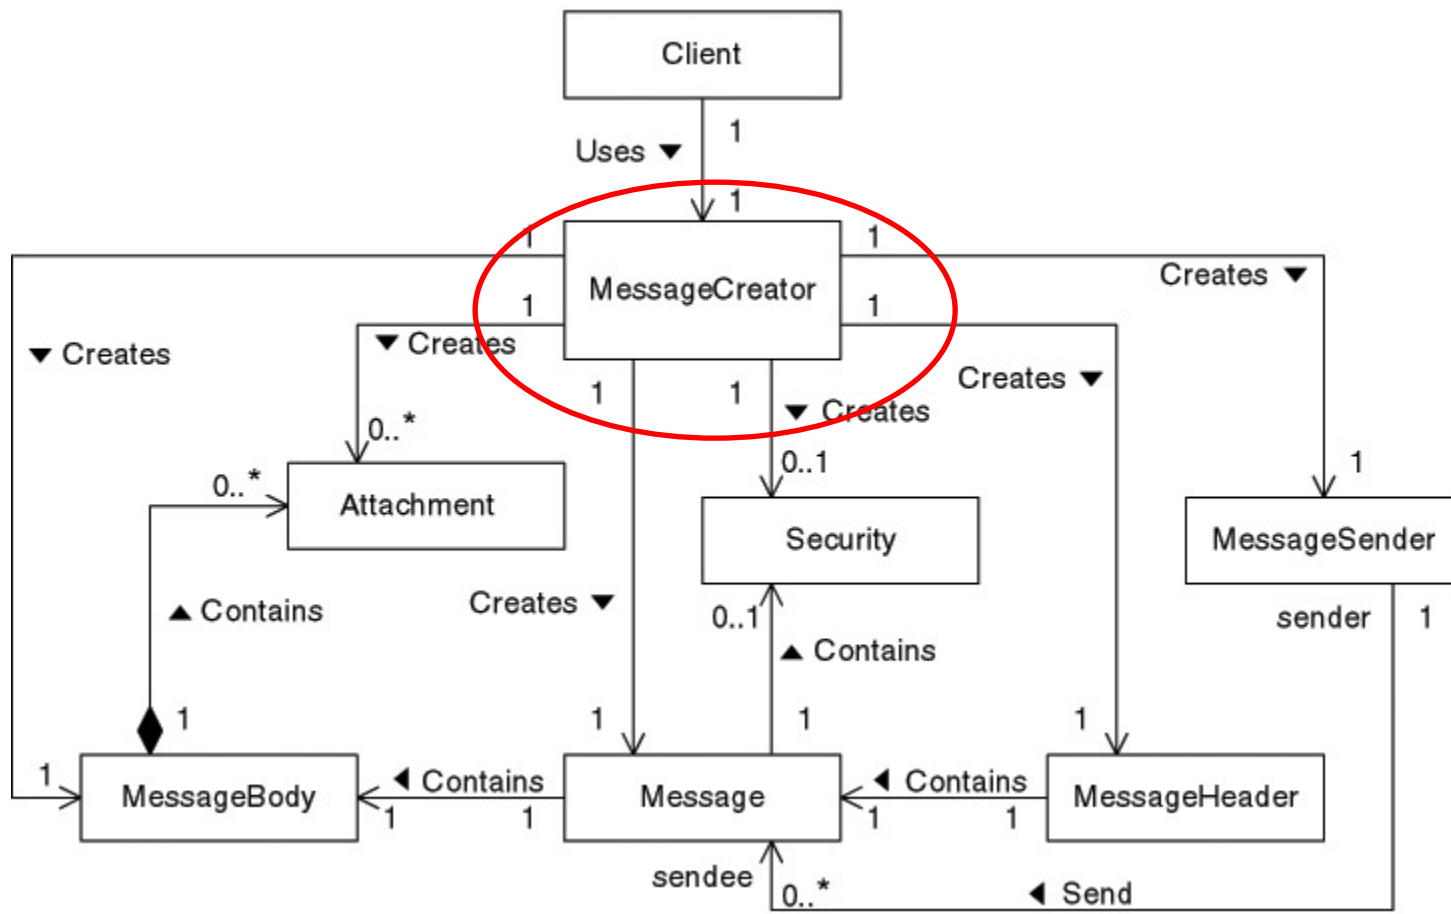 Client
1
Uses ▼
1
1
1
MessageCreator
Creates ▼
1
1
▼ Creates
▼ Creates
1
1
Creates ▼
▼ Creates
0..*
0..1
1
0..*
Attachment
Security
MessageSender
▲ Contains
Creates ▼
0..1
sender
1
▲ Contains
1
1
1
1
1
MessageBody
◀ Contains
Message
◀ Contains
MessageHeader
1
1
1
1
sendee
0..*
◀ Send